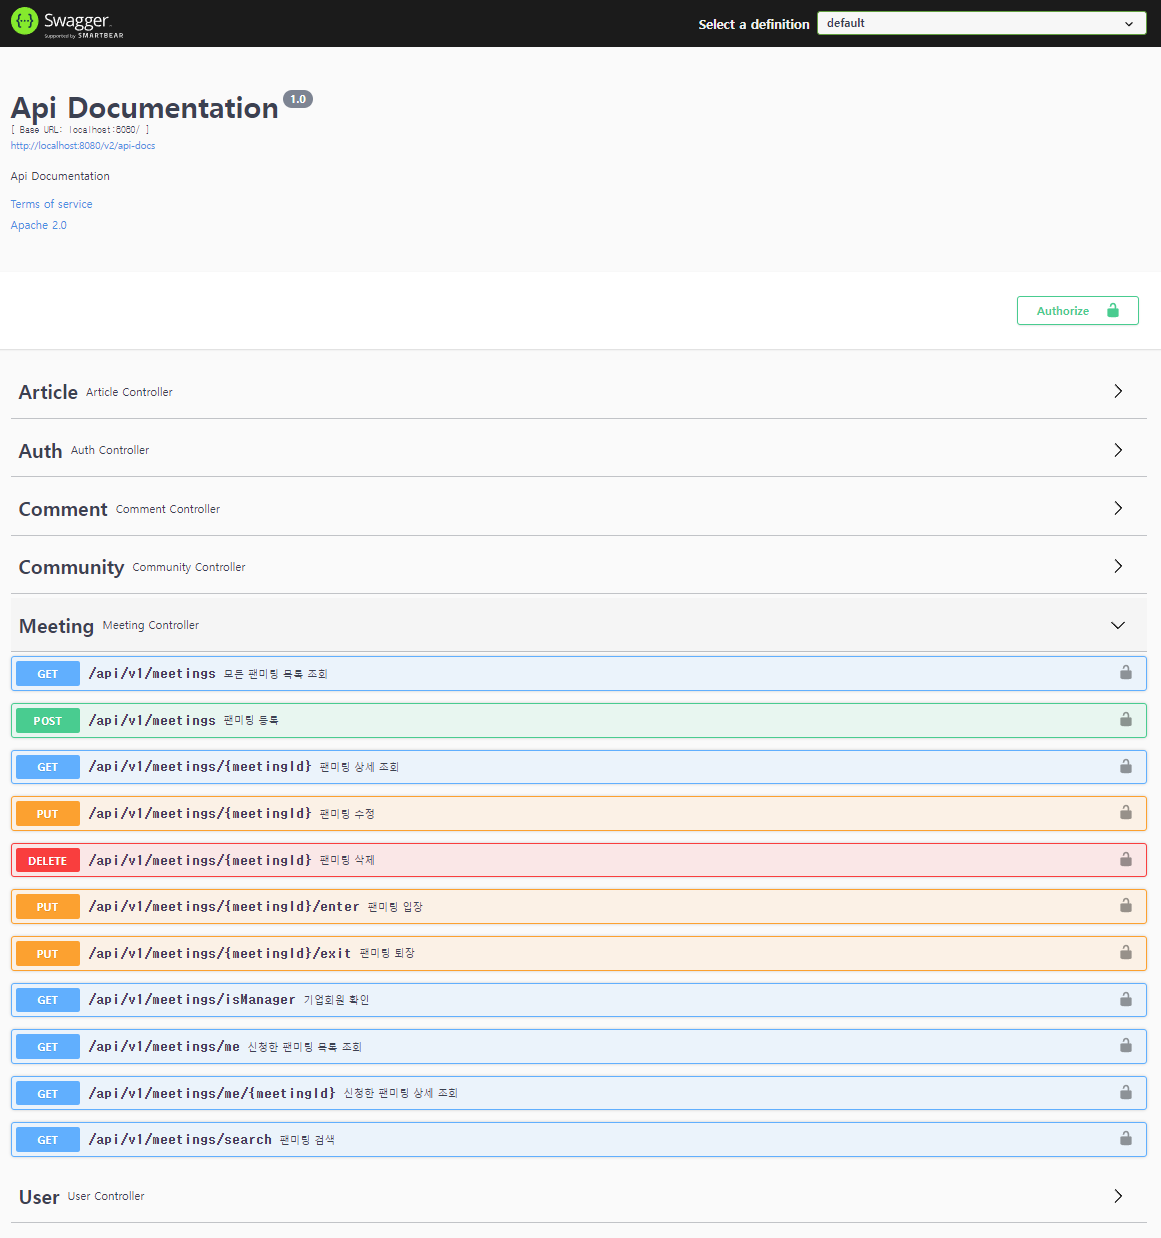 Swagger
Supported by SMARTBEAR
Select a definition
default
Api Documentation 1.0
[ Base URL: localhost:8080/ ]
http://localhost:8080/v2/api-docs
Api Documentation
Terms of service
Apache 2.0
Authorize
Article Article Controller
Auth Auth Controller
Comment Comment Controller
Community Community Controller
Meeting Meeting Controller
GET /api/v1/meetings 모든 팬미팅 목록 조회
POST /api/v1/meetings 팬미팅 등록
GET /api/v1/meetings/{meetingId} 팬미팅 상세 조회
PUT /api/v1/meetings/{meetingId} 팬미팅 수정
DELETE /api/v1/meetings/{meetingId} 팬미팅 삭제
PUT /api/v1/meetings/{meetingId}/enter 팬미팅 입장
PUT /api/v1/meetings/{meetingId}/exit 팬미팅 퇴장
GET /api/v1/meetings/isManager 기업회원 확인
GET /api/v1/meetings/me 신청한 팬미팅 목록 조회
GET /api/v1/meetings/me/{meetingId} 신청한 팬미팅 상세 조회
GET /api/v1/meetings/search 팬미팅 검색
User User Controller